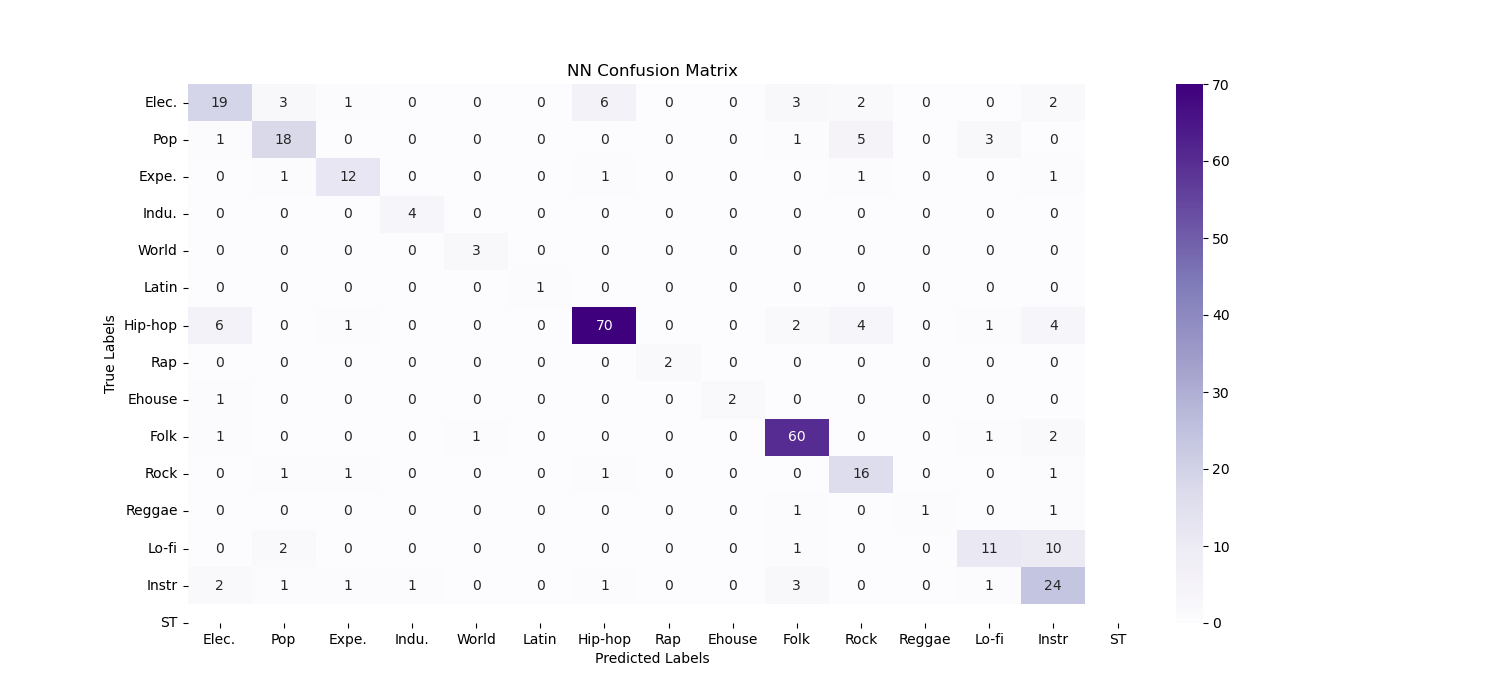 NN Confusion Matrix
Elec. 19 3 1 0 0 0 6 0 0 3 2 0 0 2
Pop 1 18 0 0 0 0 0 0 0 1 5 0 3 0
Expe. 0 1 12 0 0 0 1 0 0 0 1 0 0 1
Indu. 0 0 0 4 0 0 0 0 0 0 0 0 0 0
World 0 0 0 0 3 0 0 0 0 0 0 0 0 0
Latin 0 0 0 0 0 1 0 0 0 0 0 0 0 0
Hip-hop 6 0 1 0 0 0 70 0 0 2 4 0 1 4
Rap 0 0 0 0 0 0 0 2 0 0 0 0 0 0
Ehouse 1 0 0 0 0 0 0 0 2 0 0 0 0 0
Folk 1 0 0 0 1 0 0 0 0 60 0 0 1 2
Rock 0 1 1 0 0 0 1 0 0 0 16 0 0 1
Reggae 0 0 0 0 0 0 0 0 0 1 0 1 0 1
Lo-fi 0 2 0 0 0 0 0 0 0 1 0 0 11 10
Instr 2 1 1 1 0 0 1 0 0 3 0 0 1 24
ST
Elec. Pop Expe. Indu. World Latin Hip-hop Rap Ehouse Folk Rock Reggae Lo-fi Instr ST
Predicted Labels
True Labels
70
60
50
40
30
20
10
0